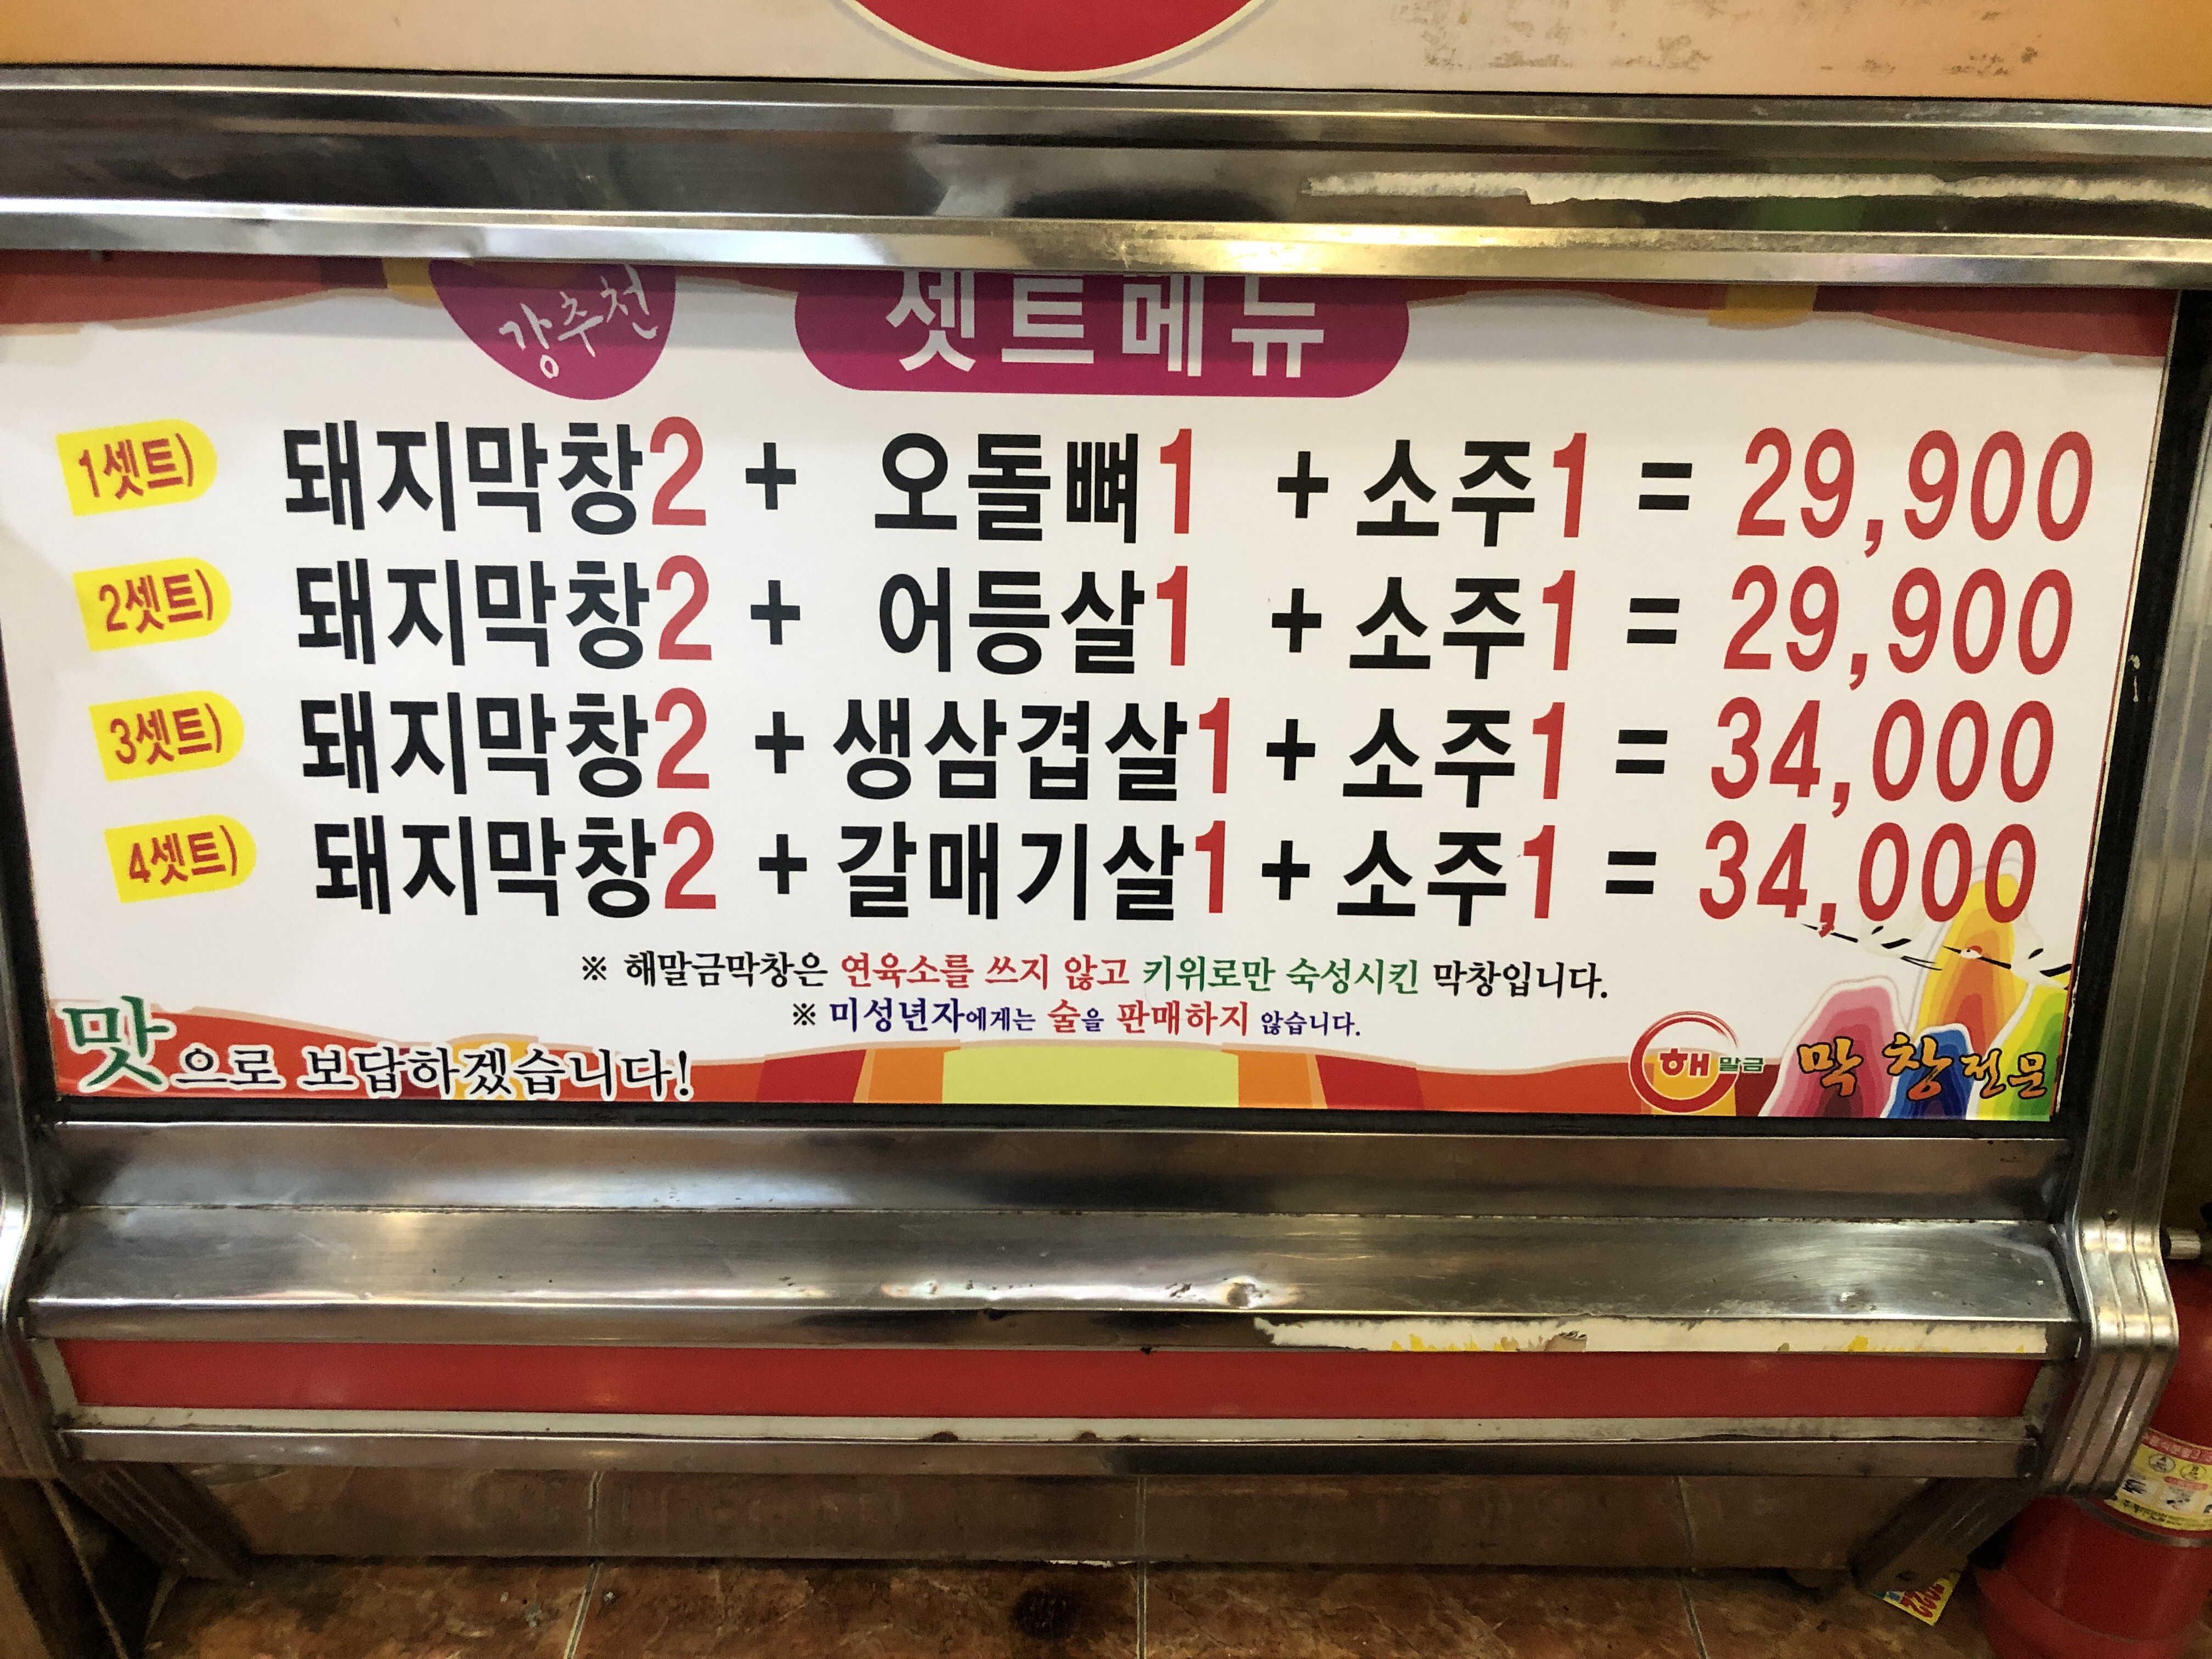 강추천
셋트메뉴
1셋트) 돼지막창2 + 오돌뼈1 + 소주1 = 29,900
2셋트) 돼지막창2 + 어등살1 + 소주1 = 29,900
3셋트) 돼지막창2 + 생삼겹살1 + 소주1 = 34,000
4셋트) 돼지막창2 + 갈매기살1 + 소주1 = 34,000
※ 해말금막창은 연육소를 쓰지 않고 키위로만 숙성시킨 막창입니다.
※ 미성년자에게는 술을 판매하지 않습니다.
맛으로 보답하겠습니다!
해말금 막창전문